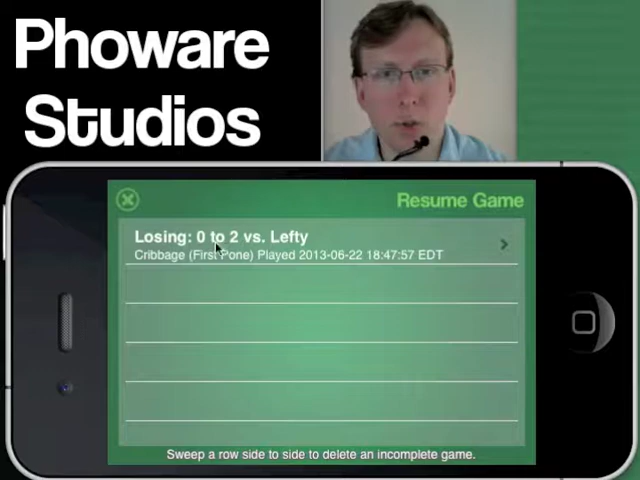 Phoware
Studios
Resume Game
Losing: 0 to 2 vs. Lefty
Cribbage (First Pone) Played 2013-06-22 18:47:57 EDT
Sweep a row side to side to delete an incomplete game.